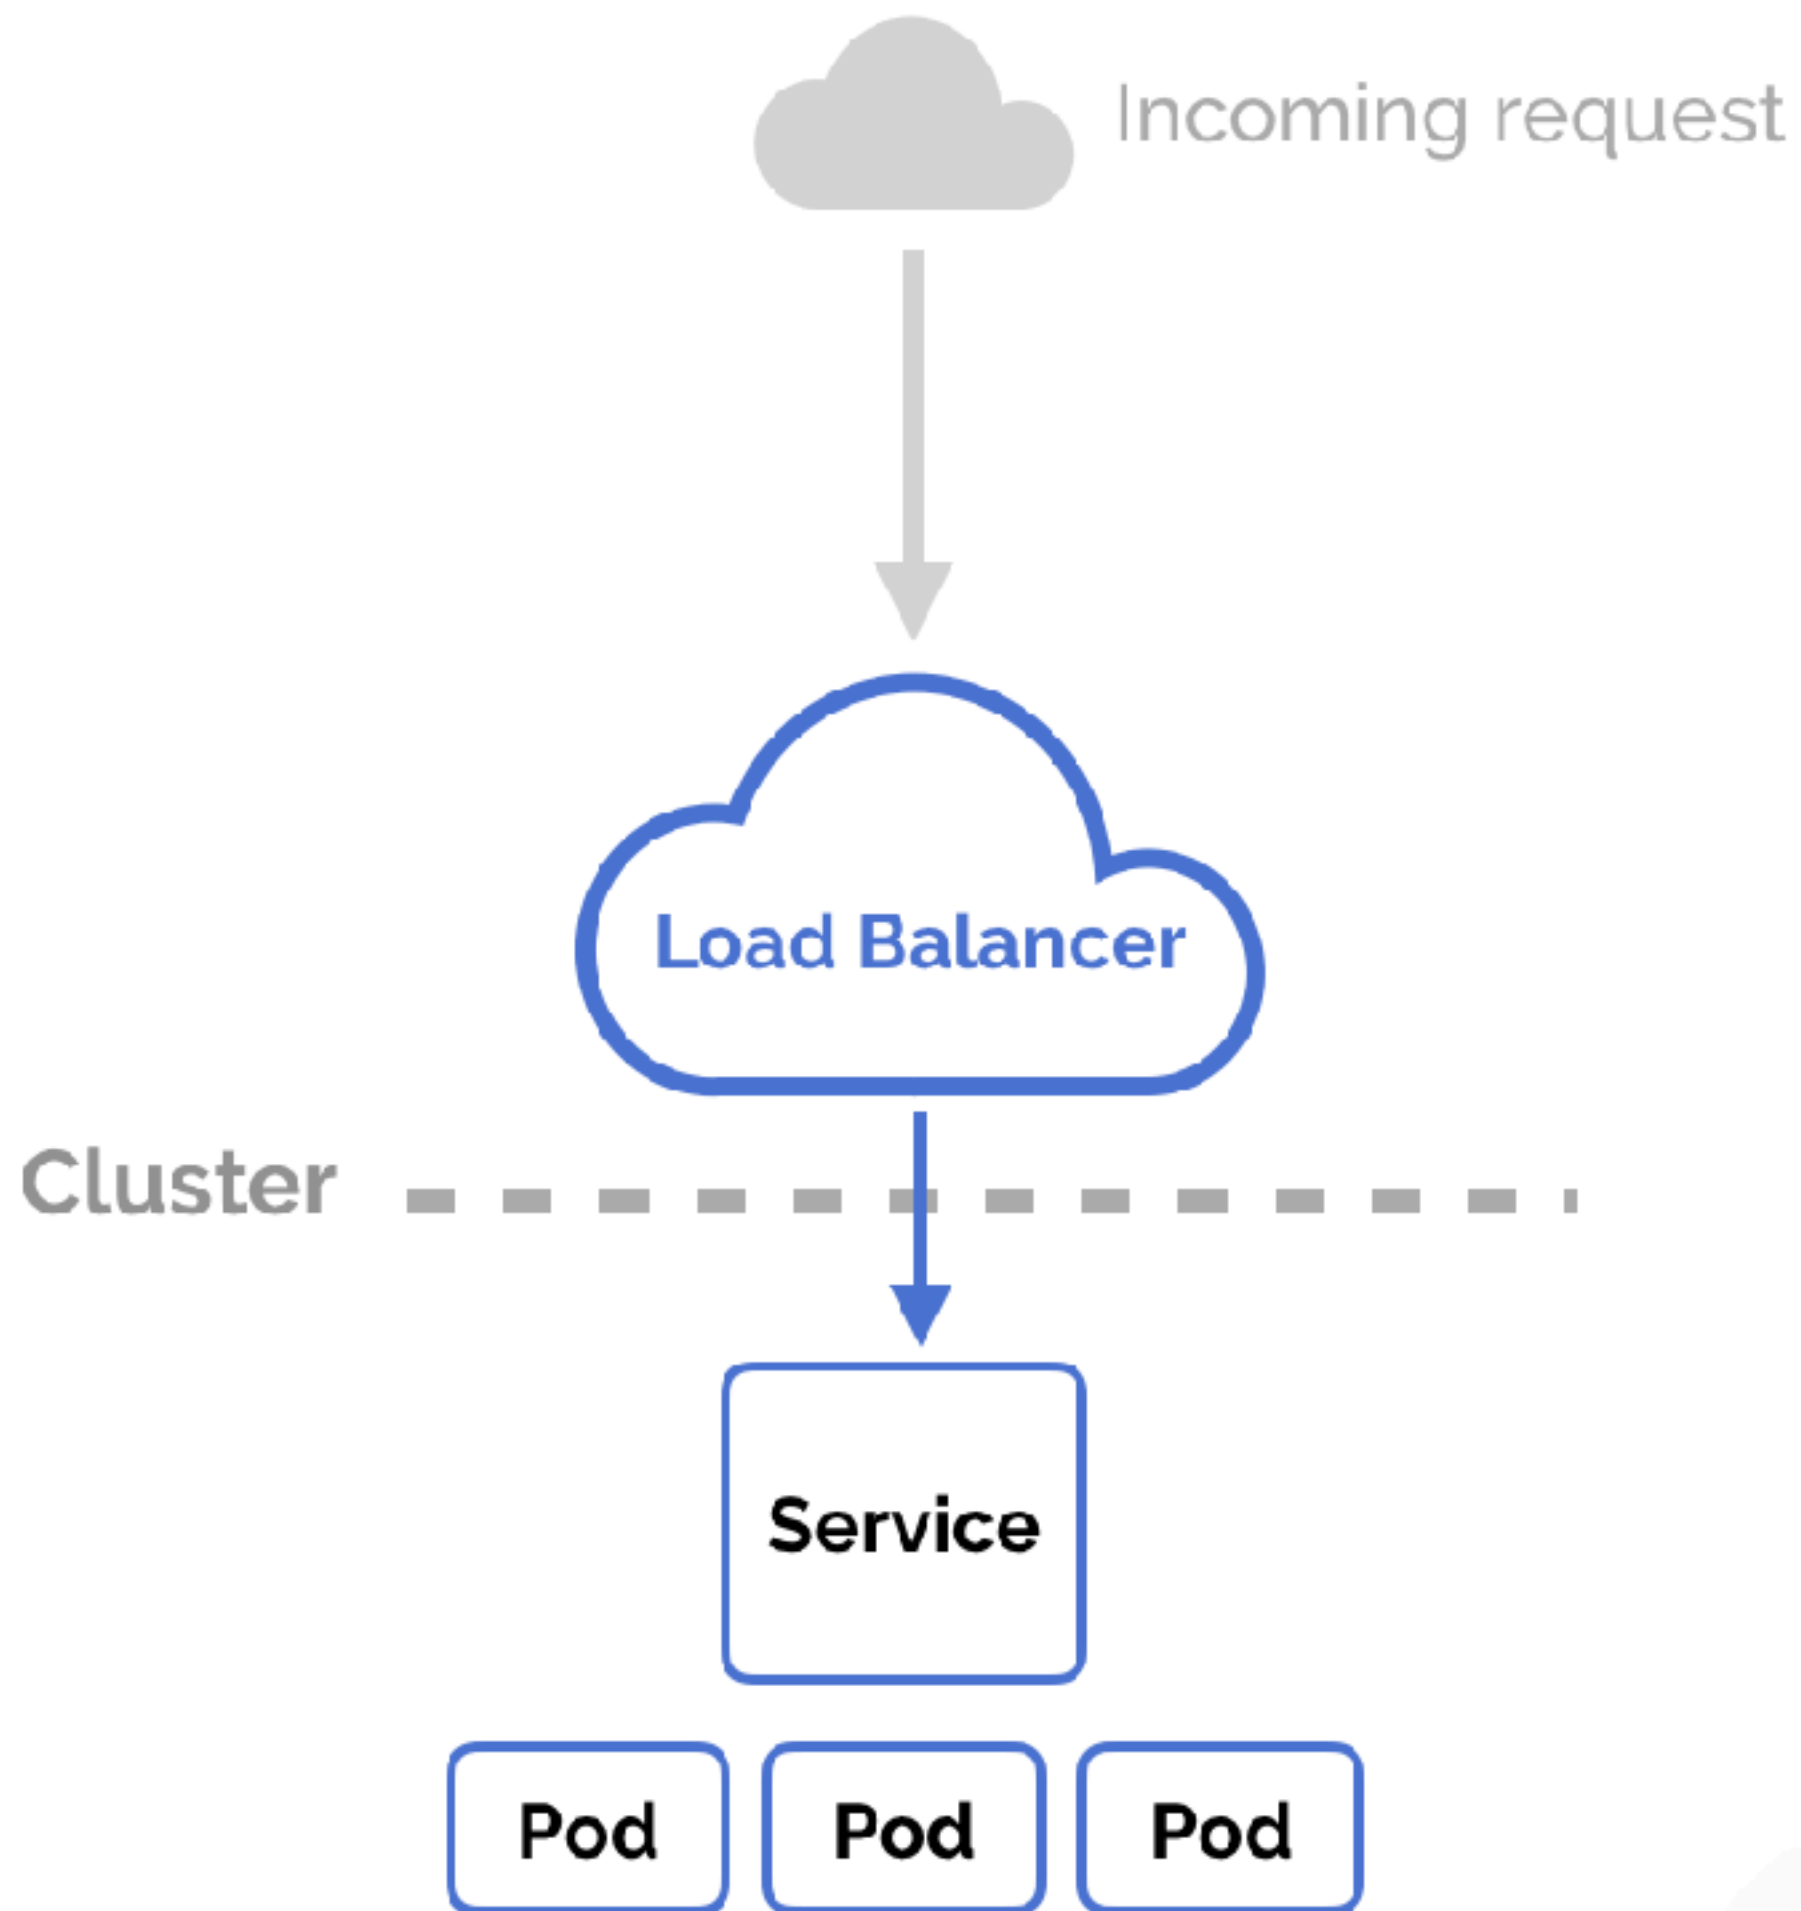 Incoming request
Load Balancer
Cluster
Service
Pod
Pod
Pod